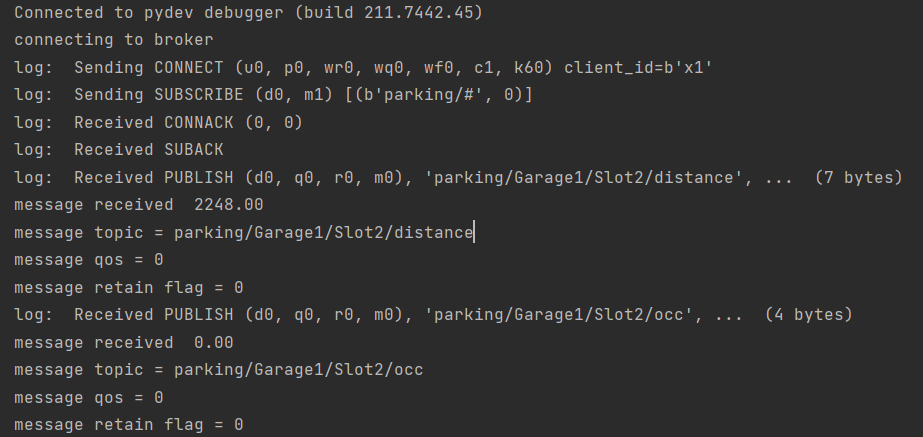 Connected to pydev debugger (build 211.7442.45)
connecting to broker
log:  Sending CONNECT (u0, p0, wr0, wq0, wf0, c1, k60) client_id=b'x1'
log:  Sending SUBSCRIBE (d0, m1) [(b'parking/#', 0)]
log:  Received CONNACK (0, 0)
log:  Received SUBACK
log:  Received PUBLISH (d0, q0, r0, m0), 'parking/Garage1/Slot2/distance', ...  (7 bytes)
message received  2248.00
message topic = parking/Garage1/Slot2/distance
message qos = 0
message retain flag = 0
log:  Received PUBLISH (d0, q0, r0, m0), 'parking/Garage1/Slot2/occ', ...  (4 bytes)
message received  0.00
message topic = parking/Garage1/Slot2/occ
message qos = 0
message retain flag = 0